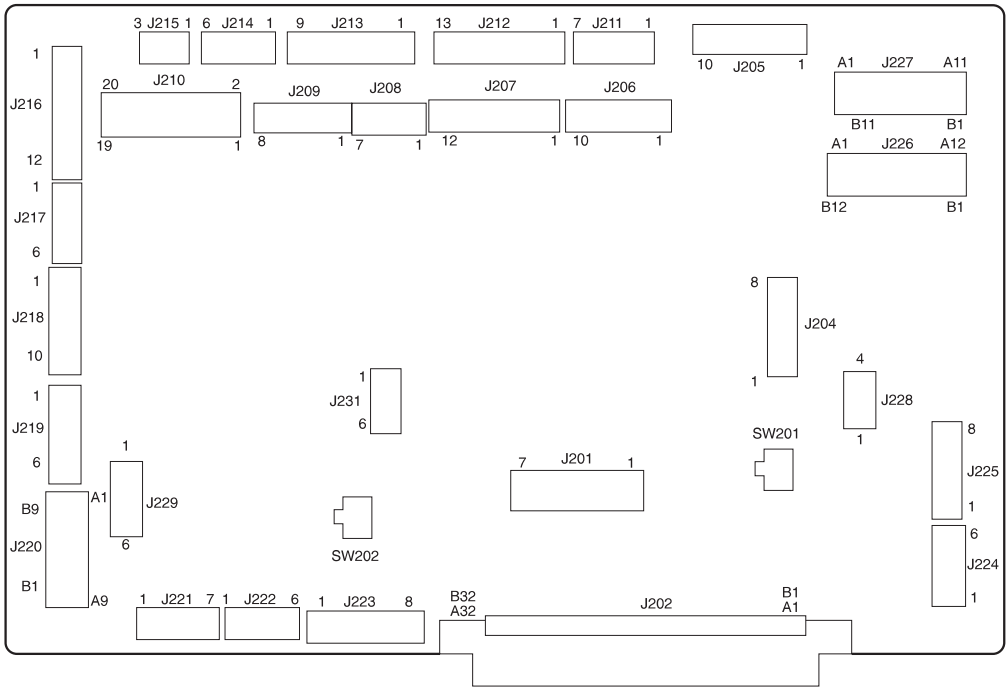 3 J215 1 6 J214 1 9 J213 1 13 J212 1 7 J211 1
10 J205 1
A1 J227 A11
B11 B1
1
J216
12
20 J210 2
19 1
J209
8 1
J208
7 1
J207
12 1
J206
10 1
A1 J226 A12
B12 B1
1
J217
6
1
J218
10
8
J204
1
4
J228
1
1
J231
6
1
J219
6
SW201
8
J225
1
7 J201 1
1
J229
6
A1
B9
J220
B1
A9
SW202
6
J224
1
1 J221 7 1 J222 6 1 J223 8
B32 J202 B1
A32 A1